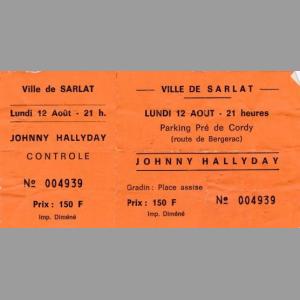 Ville de SARLAT
Lundi 12 Août - 21 h.
JOHNNY HALLYDAY
CONTROLE
No 004939
Prix : 150 F
Imp. Diméné
VILLE DE SARLAT
LUNDI 12 AOUT - 21 heures
Parking Pré de Cordy
(route de Bergerac)
JOHNNY HALLYDAY
Gradin : Place assise
No 004939
Prix : 150 F
Imp. Diméné